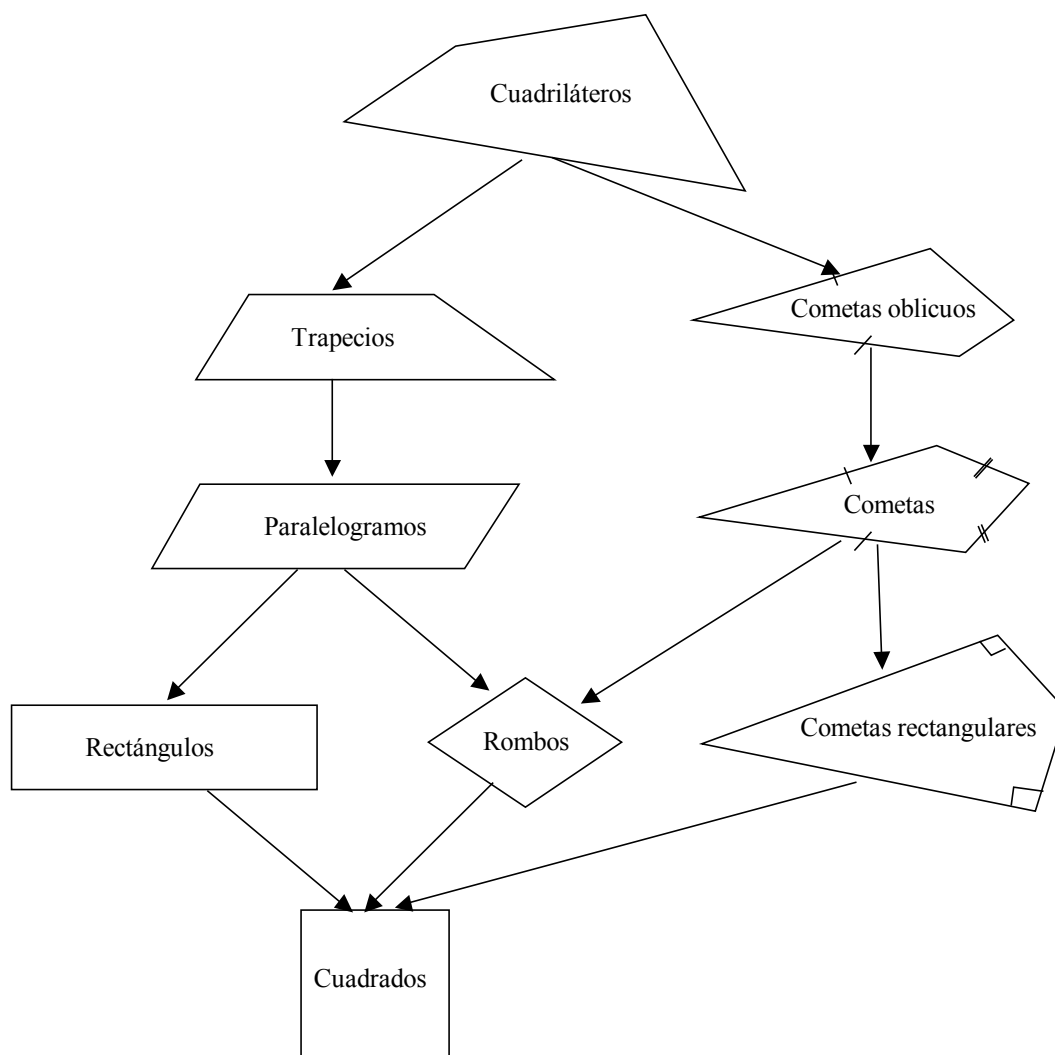 Cuadriláteros
Cometas oblicuos
Trapecios
Cometas
Paralelogramos
Cometas rectangulares
Rectángulos
Rombos
Cuadrados